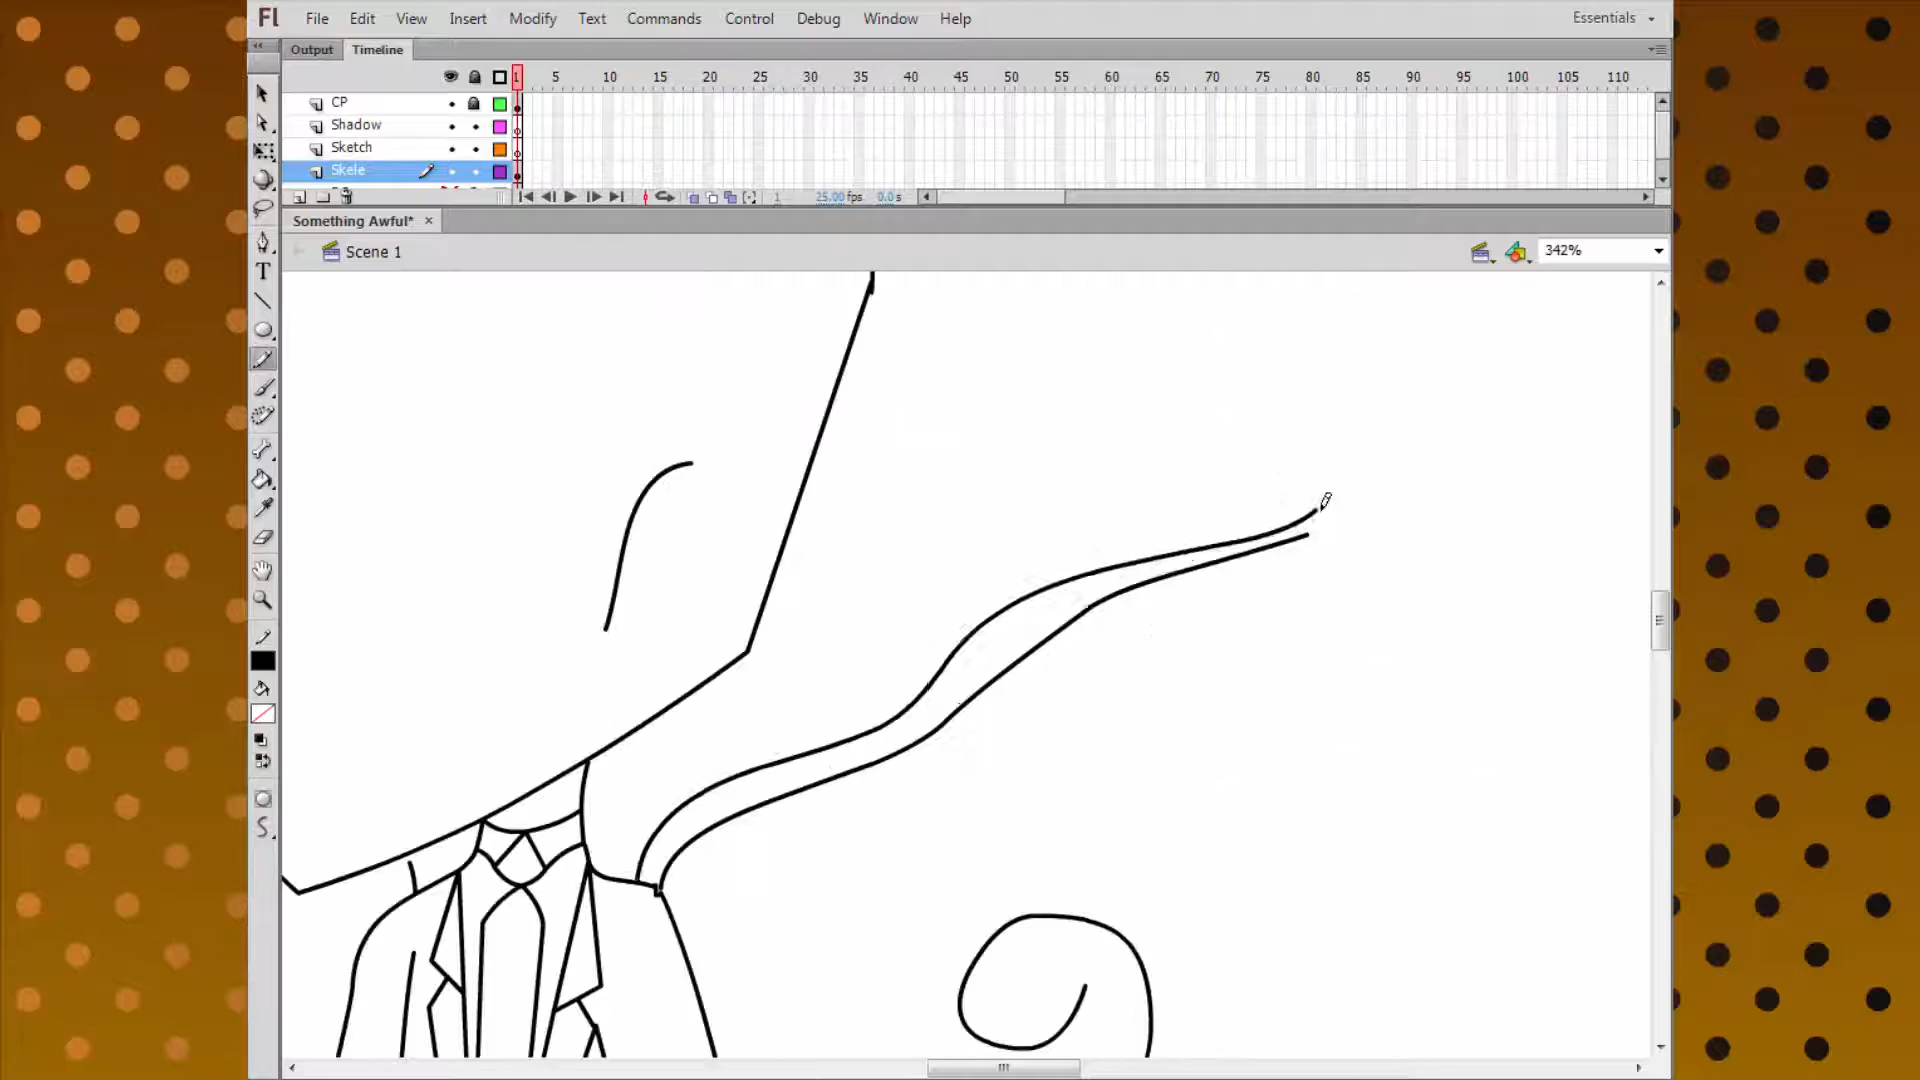 Fl File Edit View Insert Modify Text Commands Control Debug Window Help Essentials
Output Timeline
1 5 10 15 20 25 30 35 40 45 50 55 60 65 70 75 80 85 90 95 100 105 110
CP
Shadow
Sketch
Skele
1 25.00 fps 0.0 s
Something Awful*
Scene 1 342%
T